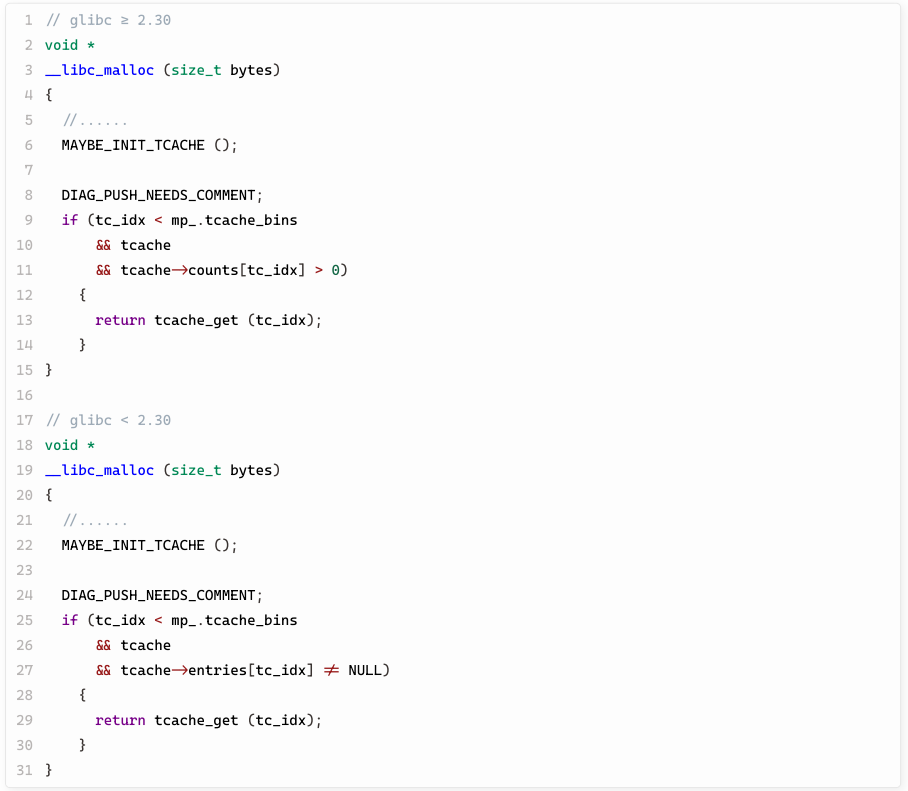 1 // glibc ≥ 2.30
2 void *
3 __libc_malloc (size_t bytes)
4 {
5   //......
6   MAYBE_INIT_TCACHE ();
7
8   DIAG_PUSH_NEEDS_COMMENT;
9   if (tc_idx < mp_.tcache_bins
10       && tcache
11       && tcache->counts[tc_idx] > 0)
12     {
13       return tcache_get (tc_idx);
14     }
15 }
16
17 // glibc < 2.30
18 void *
19 __libc_malloc (size_t bytes)
20 {
21   //......
22   MAYBE_INIT_TCACHE ();
23
24   DIAG_PUSH_NEEDS_COMMENT;
25   if (tc_idx < mp_.tcache_bins
26       && tcache
27       && tcache->entries[tc_idx] != NULL)
28     {
29       return tcache_get (tc_idx);
30     }
31 }